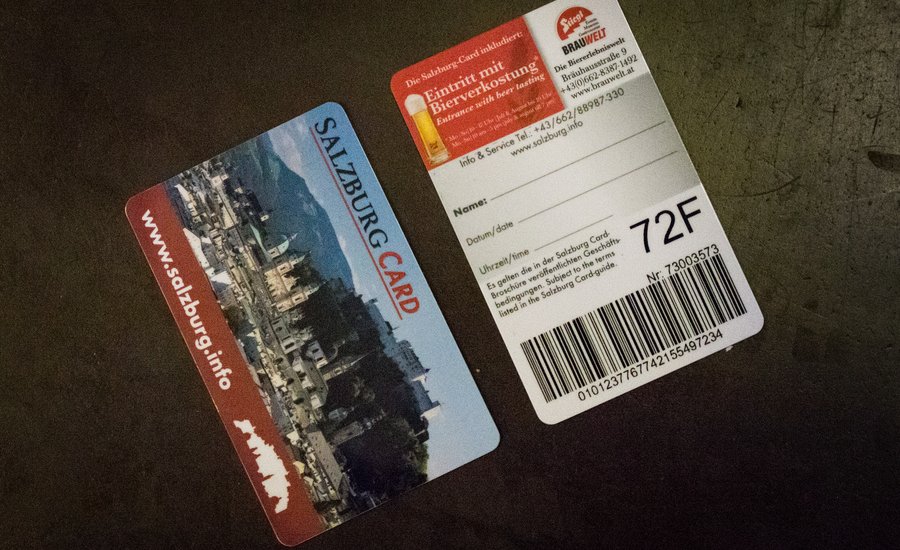 SALZBURG CARD
www.salzburg.info
Die Salzburg-Card inkludiert:
Eintritt mit
Bierverkostung*
Entrance with beer tasting
Stiegl
BRAUWELT
Die Biererlebniswelt
Bräuhausstraße 9
+43(0)662-8387-1492
www.brauwelt.at
Info & Service Tel.: +43/662/88987-330
www.salzburg.info
Name:
Datum/date
Uhrzeit/time
Es gelten die in der Salzburg Card-
Broschüre veröffentlichten Geschäfts-
bedingungen. Subject to the terms
listed in the Salzburg Card-guide.
72F
Nr. 73003573
0101237767742155497234